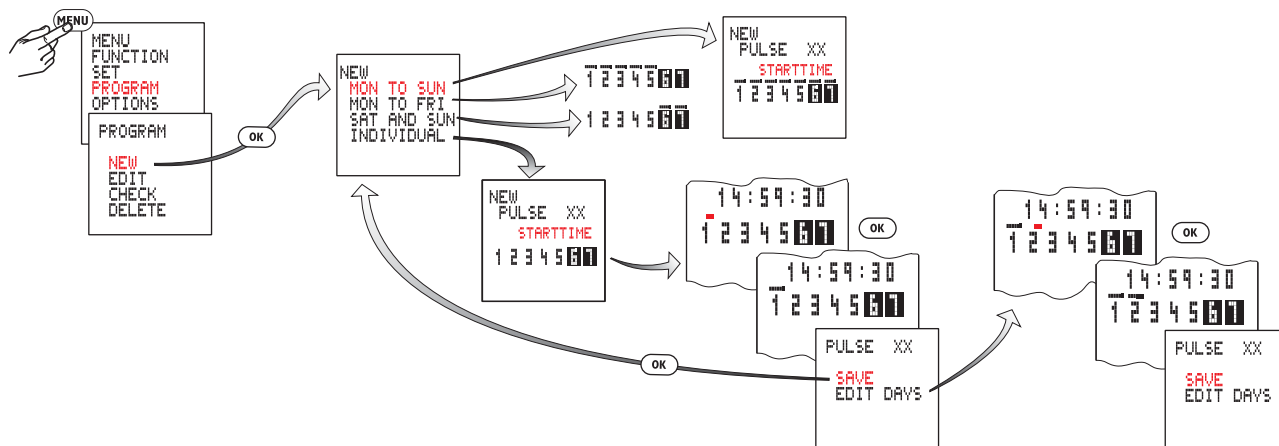 MENU
MENU
FUNCTION
SET
PROGRAM
OPTIONS
PROGRAM
NEW
EDIT
CHECK
DELETE
OK
NEW
MON TO SUN
MON TO FRI
SAT AND SUN
INDIVIDUAL
1 2 3 4 5 6 7
1 2 3 4 5 6 7
NEW
PULSE XX
STARTTIME
1 2 3 4 5 6 7
NEW
PULSE XX
STARTTIME
1 2 3 4 5 6 7
14:59:30
1 2 3 4 5 6 7
OK
14:59:30
1 2 3 4 5 6 7
PULSE XX
SAVE
EDIT DAYS
OK
14:59:30
1 2 3 4 5 6 7
OK
14:59:30
1 2 3 4 5 6 7
PULSE XX
SAVE
EDIT DAYS